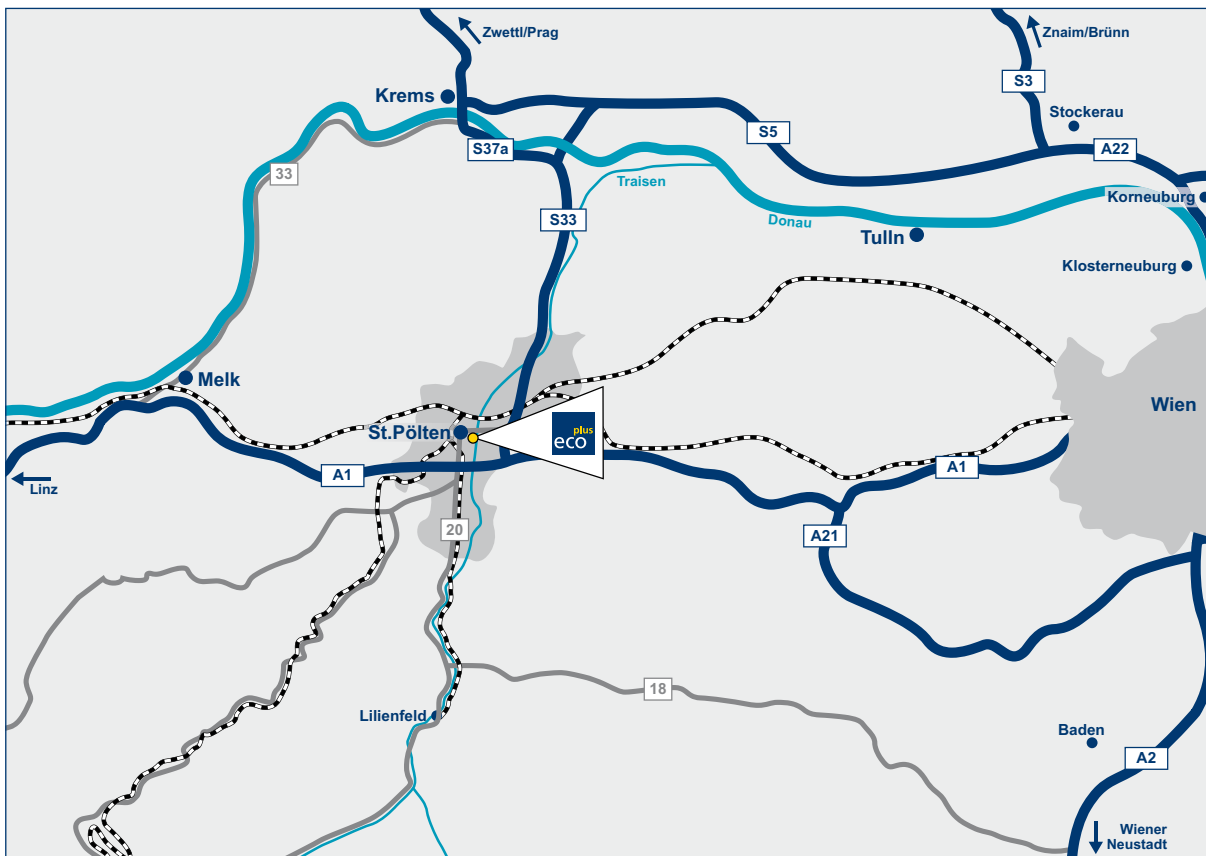 Zwettl/Prag
Znaim/Brünn
S3
Krems
Stockerau
S5
S37a
A22
33
Traisen
Korneuburg
S33
Donau
Tulln
Klosterneuburg
Melk
Wien
St.Pölten
plus
eco
A1
A1
Linz
20
A21
18
Lilienfeld
Baden
A2
Wiener
Neustadt